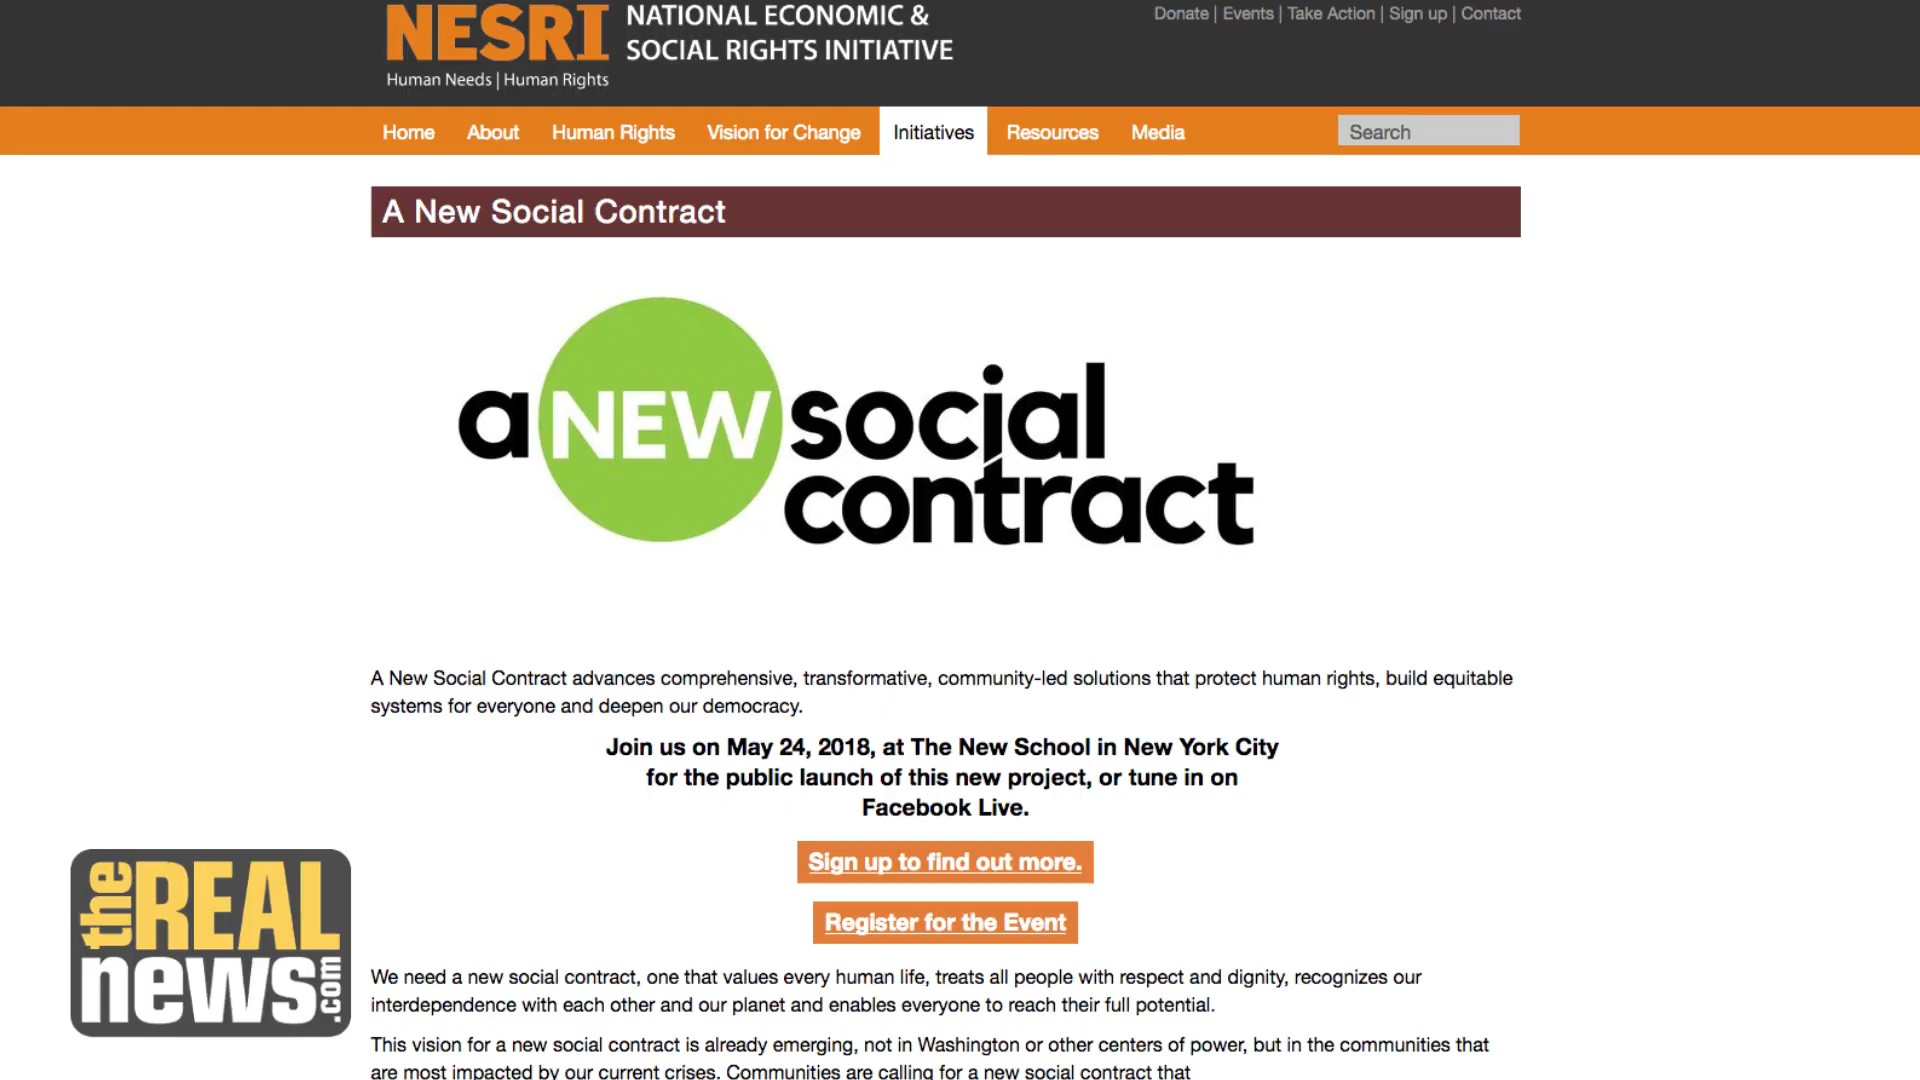 NESRI NATIONAL ECONOMIC &
SOCIAL RIGHTS INITIATIVE
Human Needs | Human Rights
Donate | Events | Take Action | Sign up | Contact
Home About Human Rights Vision for Change Initiatives Resources Media Search
A New Social Contract
a NEW social
contract
A New Social Contract advances comprehensive, transformative, community-led solutions that protect human rights, build equitable
systems for everyone and deepen our democracy.
Join us on May 24, 2018, at The New School in New York City
for the public launch of this new project, or tune in on
Facebook Live.
Sign up to find out more.
Register for the Event
We need a new social contract, one that values every human life, treats all people with respect and dignity, recognizes our
interdependence with each other and our planet and enables everyone to reach their full potential.
This vision for a new social contract is already emerging, not in Washington or other centers of power, but in the communities that
are most impacted by our current crises. Communities are calling for a new social contract that
the REAL
news.com